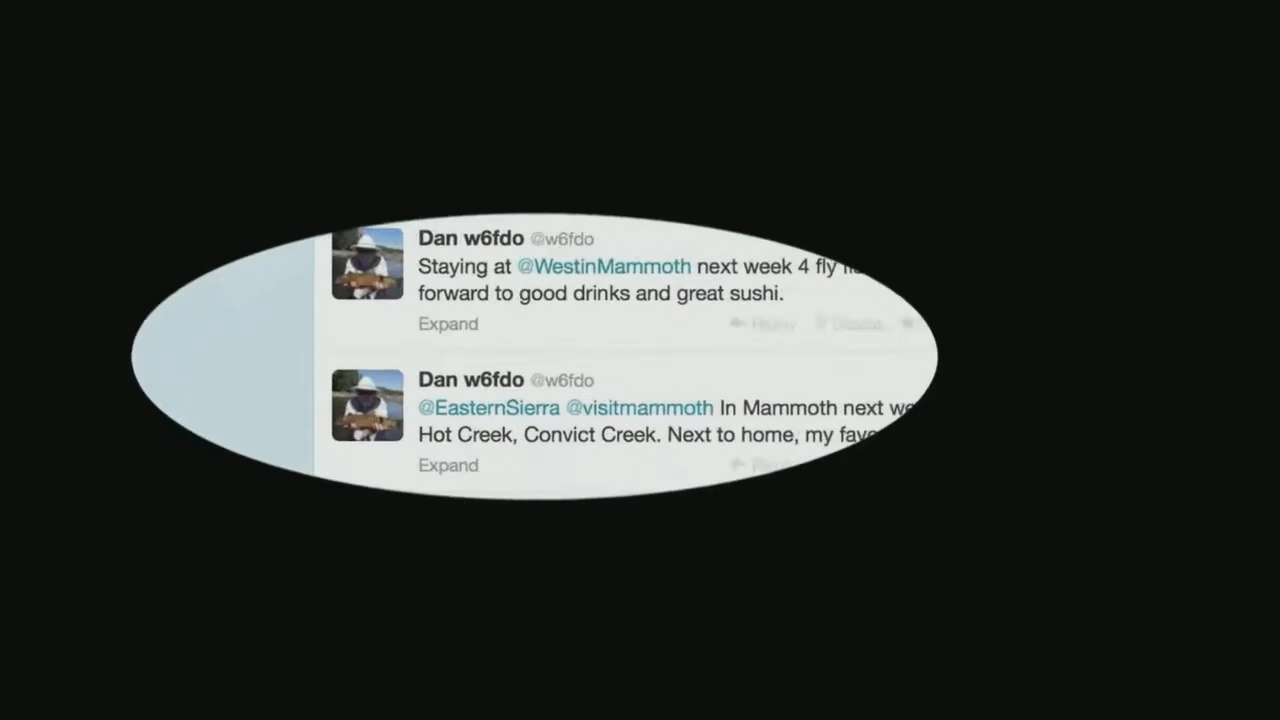 Dan w6fdo @w6fdo
Staying at @WestinMammoth next week 4 fly
forward to good drinks and great sushi.
Expand
Dan w6fdo @w6fdo
@EasternSierra @visitmammoth In Mammoth next
Hot Creek, Convict Creek. Next to home, my
Expand